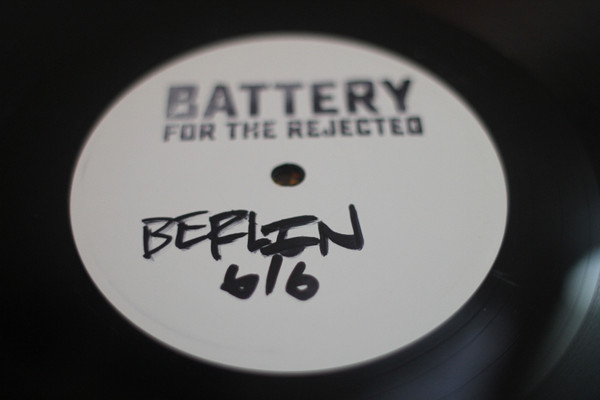 BATTERY
FOR THE REJECTED
BERLIN
6/6